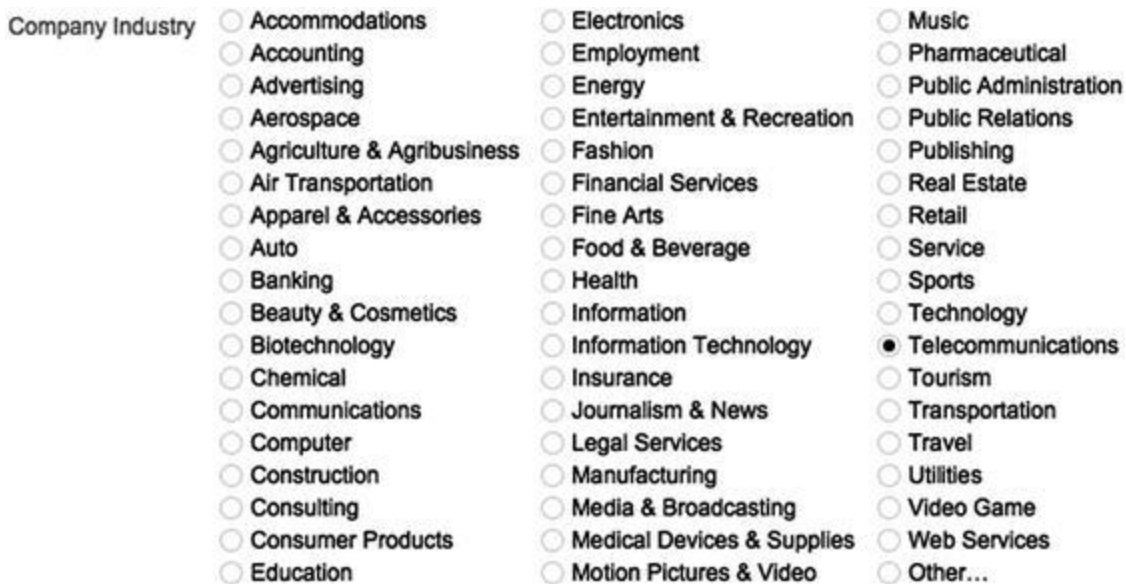 Company Industry
Accommodations
Accounting
Advertising
Aerospace
Agriculture & Agribusiness
Air Transportation
Apparel & Accessories
Auto
Banking
Beauty & Cosmetics
Biotechnology
Chemical
Communications
Computer
Construction
Consulting
Consumer Products
Education
Electronics
Employment
Energy
Entertainment & Recreation
Fashion
Financial Services
Fine Arts
Food & Beverage
Health
Information
Information Technology
Insurance
Journalism & News
Legal Services
Manufacturing
Media & Broadcasting
Medical Devices & Supplies
Motion Pictures & Video
Music
Pharmaceutical
Public Administration
Public Relations
Publishing
Real Estate
Retail
Service
Sports
Technology
Telecommunications
Tourism
Transportation
Travel
Utilities
Video Game
Web Services
Other...